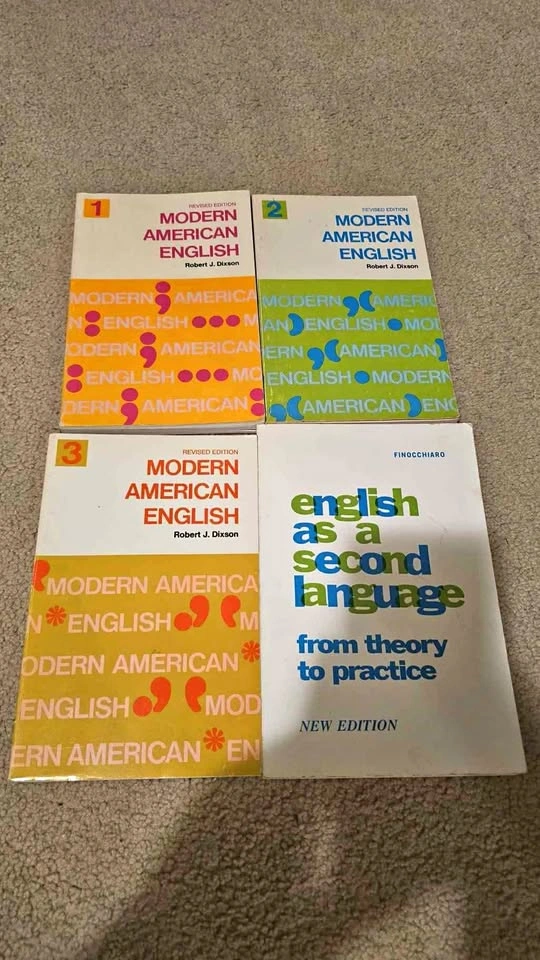 1
REVISED EDITION
MODERN
AMERICAN
ENGLISH
Robert J. Dixson
MODERN; AMERICA
N:ENGLISH●●●M
ODERN;AMERICAN
:ENGLISH●●●MO
DERN;AMERICAN:
2
REVISED EDITION
MODERN
AMERICAN
ENGLISH
Robert J. Dixson
MODERN,(AMERIC
AN)ENGLISH●MOD
ERN,(AMERICAN)
ENGLISH●MODERN
,(AMERICAN)ENG
3
REVISED EDITION
MODERN
AMERICAN
ENGLISH
Robert J. Dixson
MODERN AMERICA
N*ENGLISH ❟❜M
ODERN AMERICAN*
ENGLISH ❟❛MOD
ERN AMERICAN*EN
FINOCCHIARO
english
as a
second
language
from theory
to practice
NEW EDITION